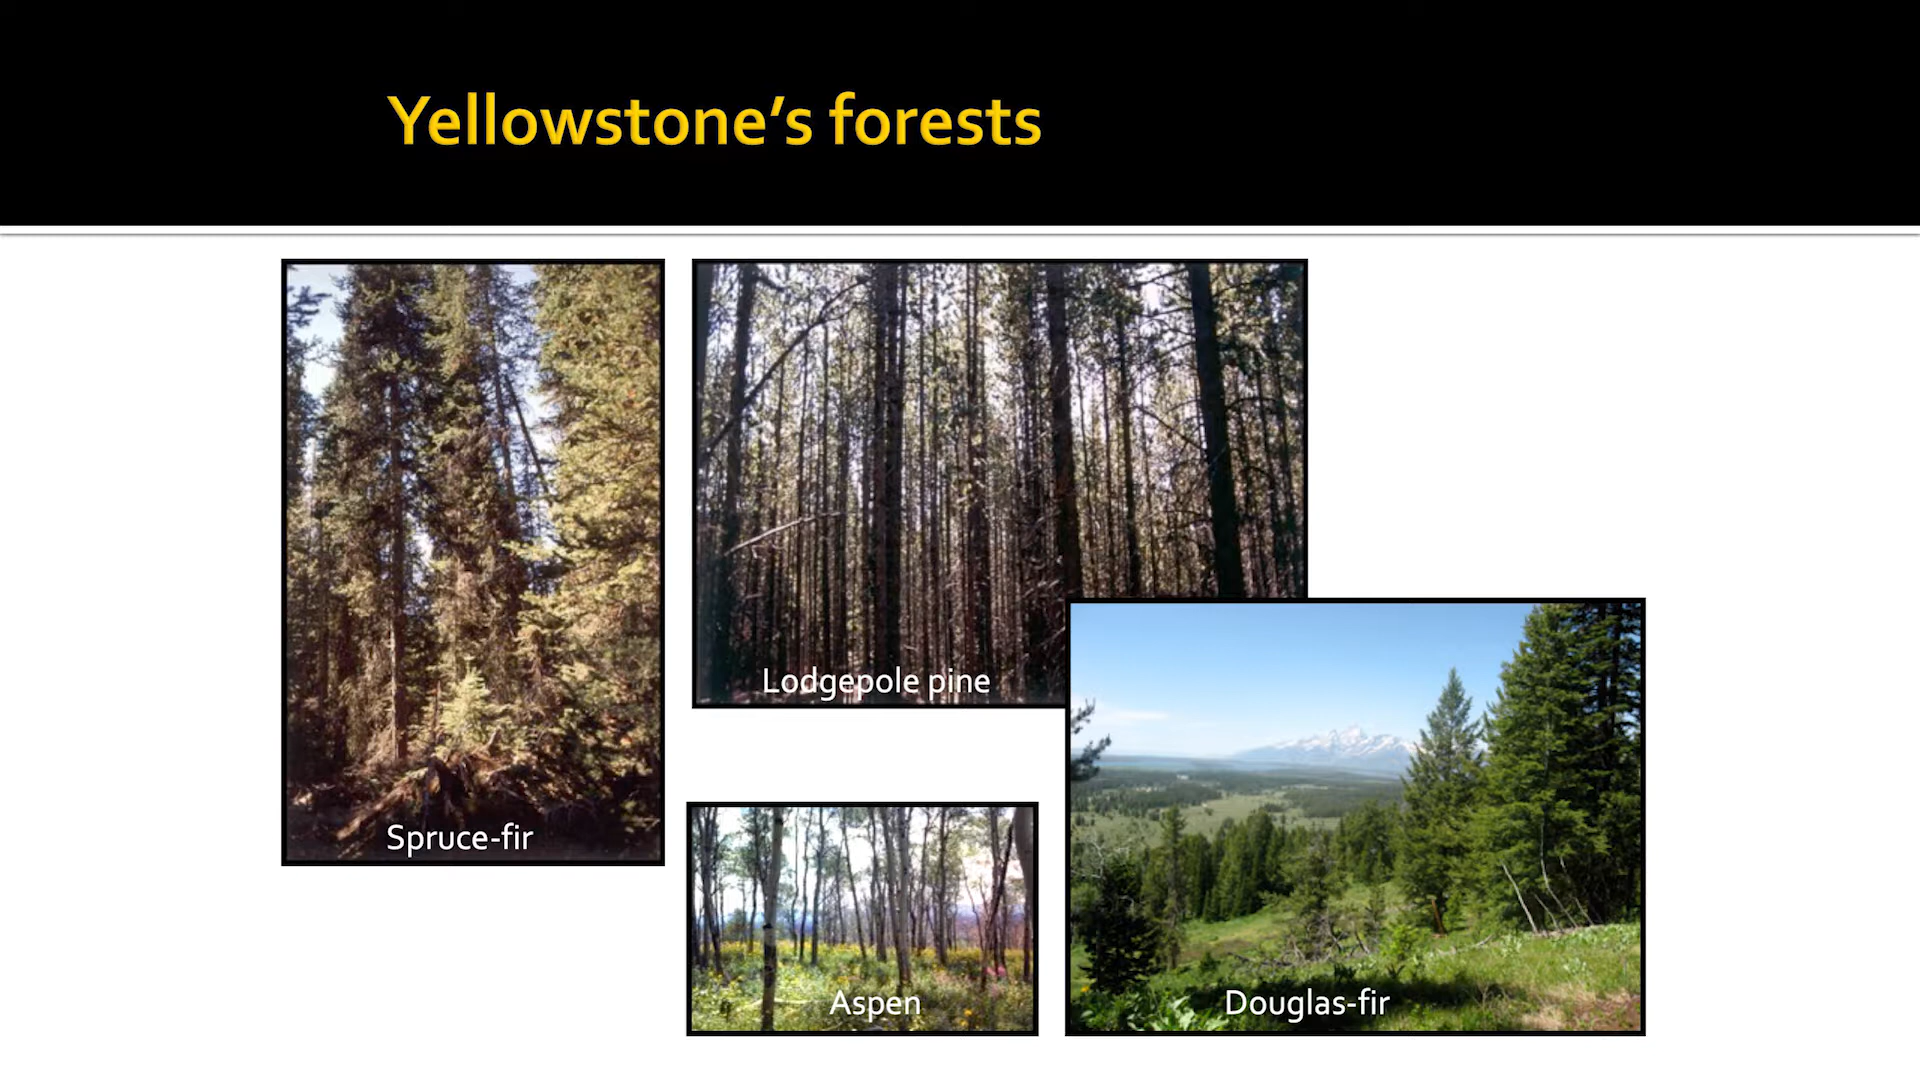 Yellowstone's forests
Spruce-fir
Lodgepole pine
Aspen
Douglas-fir